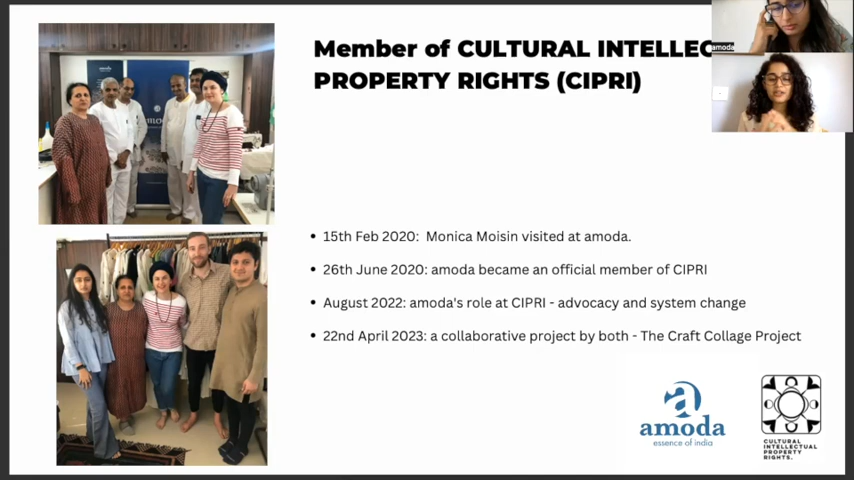 Member of CULTURAL INTELLEC
PROPERTY RIGHTS (CIPRI)
amoda
amoda
• 15th Feb 2020: Monica Moisin visited at amoda.
• 26th June 2020: amoda became an official member of CIPRI
• August 2022: amoda's role at CIPRI - advocacy and system change
• 22nd April 2023: a collaborative project by both - The Craft Collage Project
amoda
essence of india
CULTURAL
INTELLECTUAL
PROPERTY
RIGHTS.